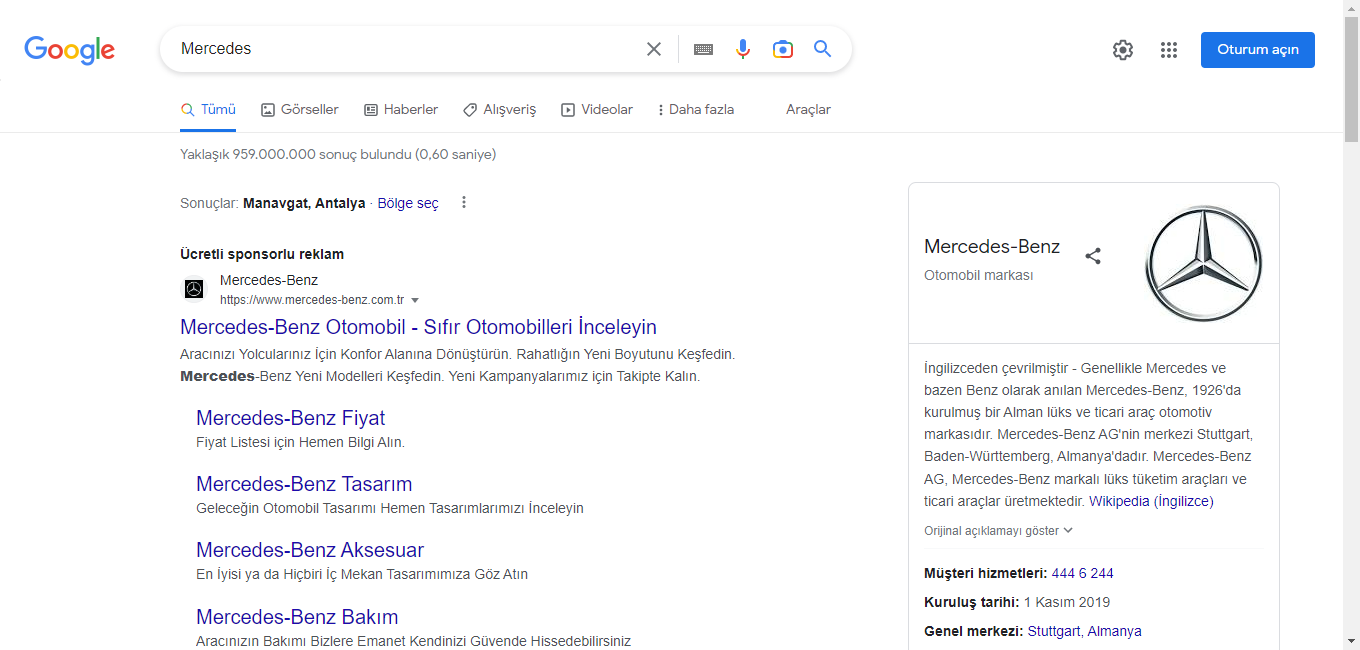 Google
Mercedes
Oturum açın
Tümü
Görseller
Haberler
Alışveriş
Videolar
Daha fazla
Araçlar
Yaklaşık 959.000.000 sonuç bulundu (0,60 saniye)
Sonuçlar: Manavgat, Antalya · Bölge seç
Ücretli sponsorlu reklam
Mercedes-Benz
https://www.mercedes-benz.com.tr
Mercedes-Benz Otomobil - Sıfır Otomobilleri İnceleyin
Aracınızı Yolcularınız İçin Konfor Alanına Dönüştürün. Rahatlığın Yeni Boyutunu Keşfedin.
Mercedes-Benz Yeni Modelleri Keşfedin. Yeni Kampanyalarımız için Takipte Kalın.
Mercedes-Benz Fiyat
Fiyat Listesi için Hemen Bilgi Alın.
Mercedes-Benz Tasarım
Geleceğin Otomobil Tasarımı Hemen Tasarımlarımızı İnceleyin
Mercedes-Benz Aksesuar
En İyisi ya da Hiçbiri İç Mekan Tasarımımıza Göz Atın
Mercedes-Benz Bakım
Aracınızın Bakımı Bizlere Emanet Kendinizi Güvende Hissedebilirsiniz
Mercedes-Benz
Otomobil markası
İngilizceden çevrilmiştir - Genellikle Mercedes ve
bazen Benz olarak anılan Mercedes-Benz, 1926'da
kurulmuş bir Alman lüks ve ticari araç otomotiv
markasıdır. Mercedes-Benz AG'nin merkezi Stuttgart,
Baden-Württemberg, Almanya'dadır. Mercedes-Benz
AG, Mercedes-Benz markalı lüks tüketim araçları ve
ticari araçlar üretmektedir. Wikipedia (İngilizce)
Orijinal açıklamayı göster
Müşteri hizmetleri: 444 6 244
Kuruluş tarihi: 1 Kasım 2019
Genel merkezi: Stuttgart, Almanya